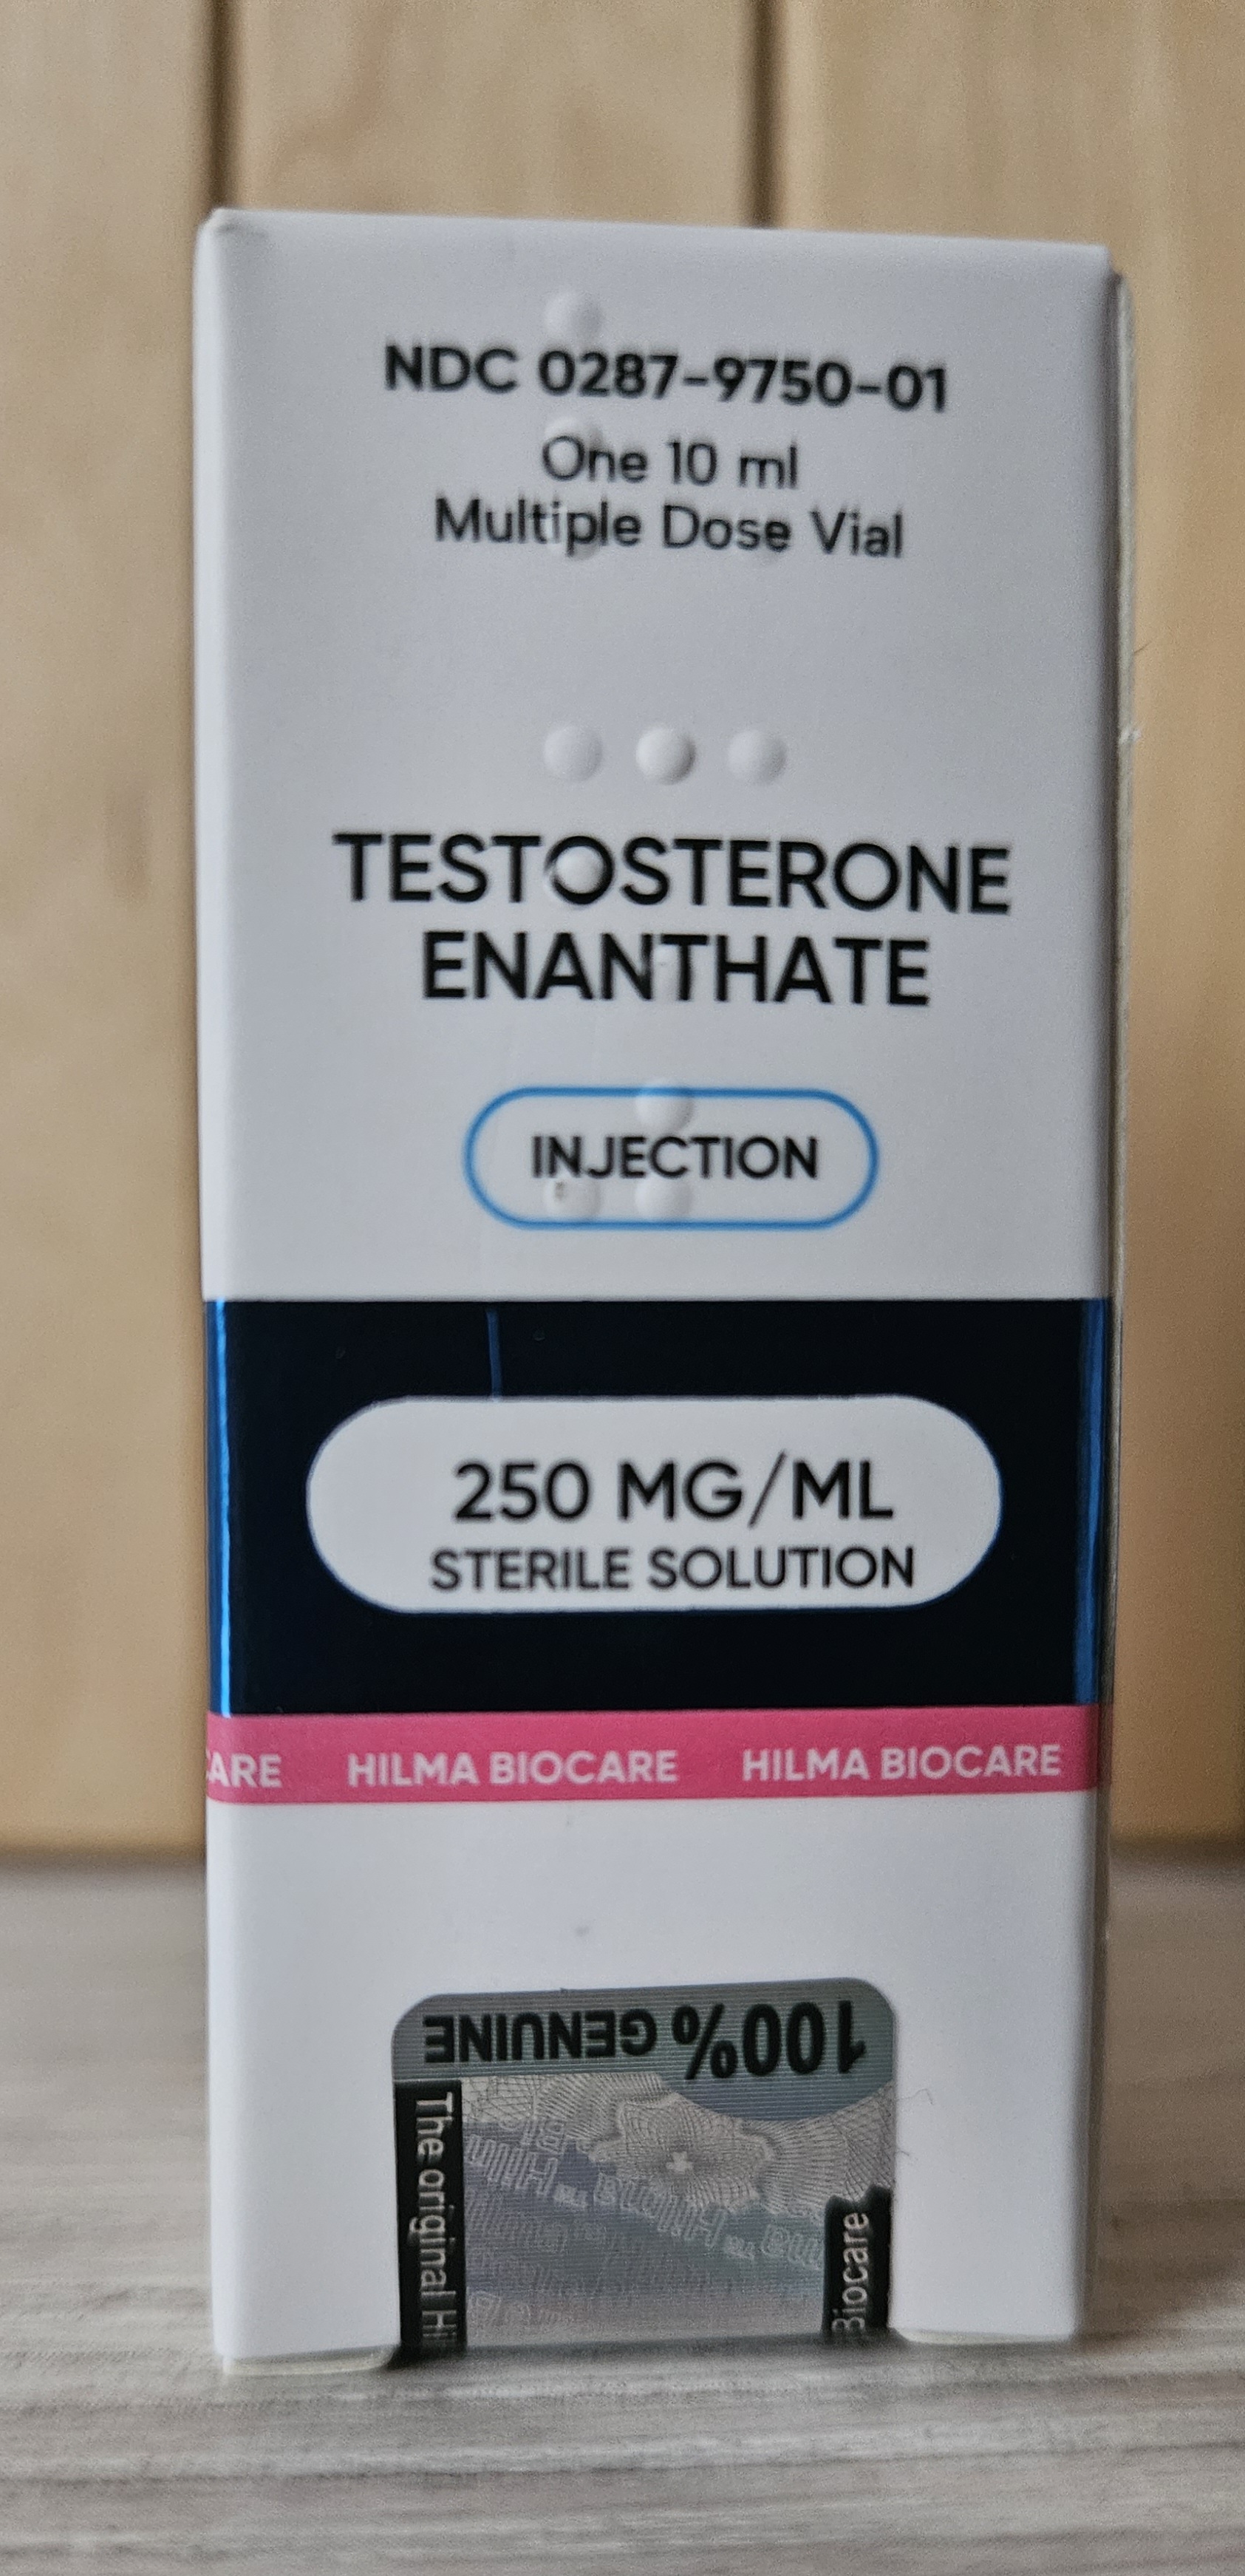 NDC 0287-9750-01
One 10 ml
Multiple Dose Vial
TESTOSTERONE
ENANTHATE
INJECTION
250 MG/ML
STERILE SOLUTION
CARE HILMA BIOCARE HILMA BIOCARE
100% GENUINE
The original Hi
Biocare